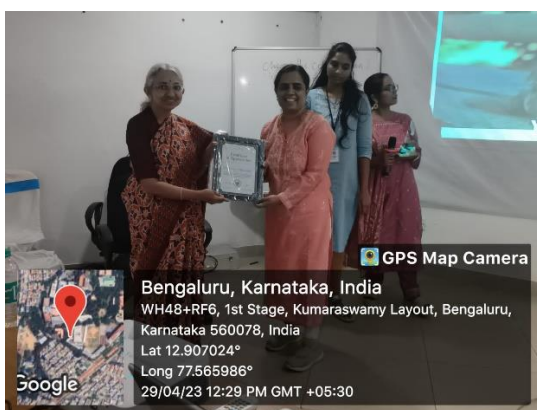 GPS Map Camera
Bengaluru, Karnataka, India
WH48+RF6, 1st Stage, Kumaraswamy Layout, Bengaluru,
Karnataka 560078, India
Lat 12.907024°
Long 77.565986°
29/04/23 12:29 PM GMT +05:30
Google